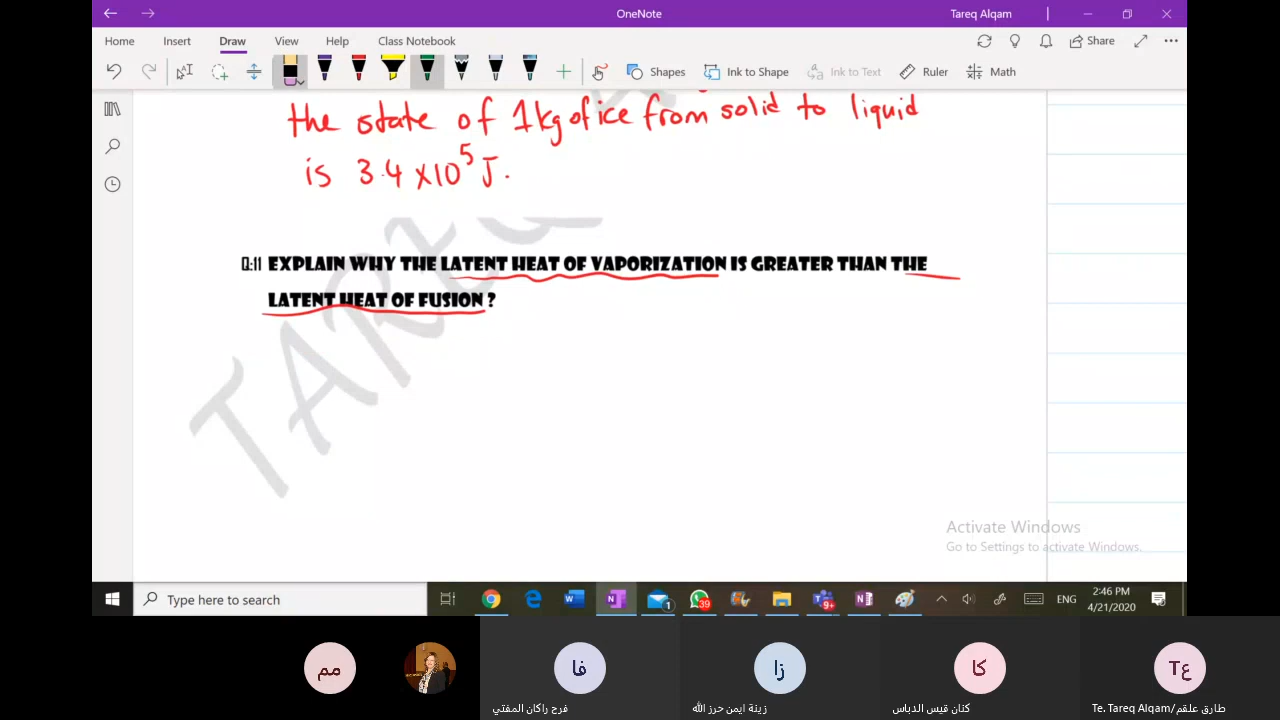 OneNote
Tareq Alqam
Home Insert Draw View Help Class Notebook
Share
Shapes Ink to Shape Ink to Text Ruler Math
the state of 1kg of ice from solid to liquid
is 3.4 x10⁵ J.
Q:11 EXPLAIN WHY THE LATENT HEAT OF VAPORIZATION IS GREATER THAN THE
LATENT HEAT OF FUSION ?
TAREQ
Activate Windows
Go to Settings to activate Windows.
Type here to search
1
39
9+
ENG
2:46 PM
4/21/2020
مم
فا
زا
كا
Tع
فرح راكان المفتي
زينة ايمن حرز الله
كنان قيس الدباس
Te. Tareq Alqam/طارق علقم